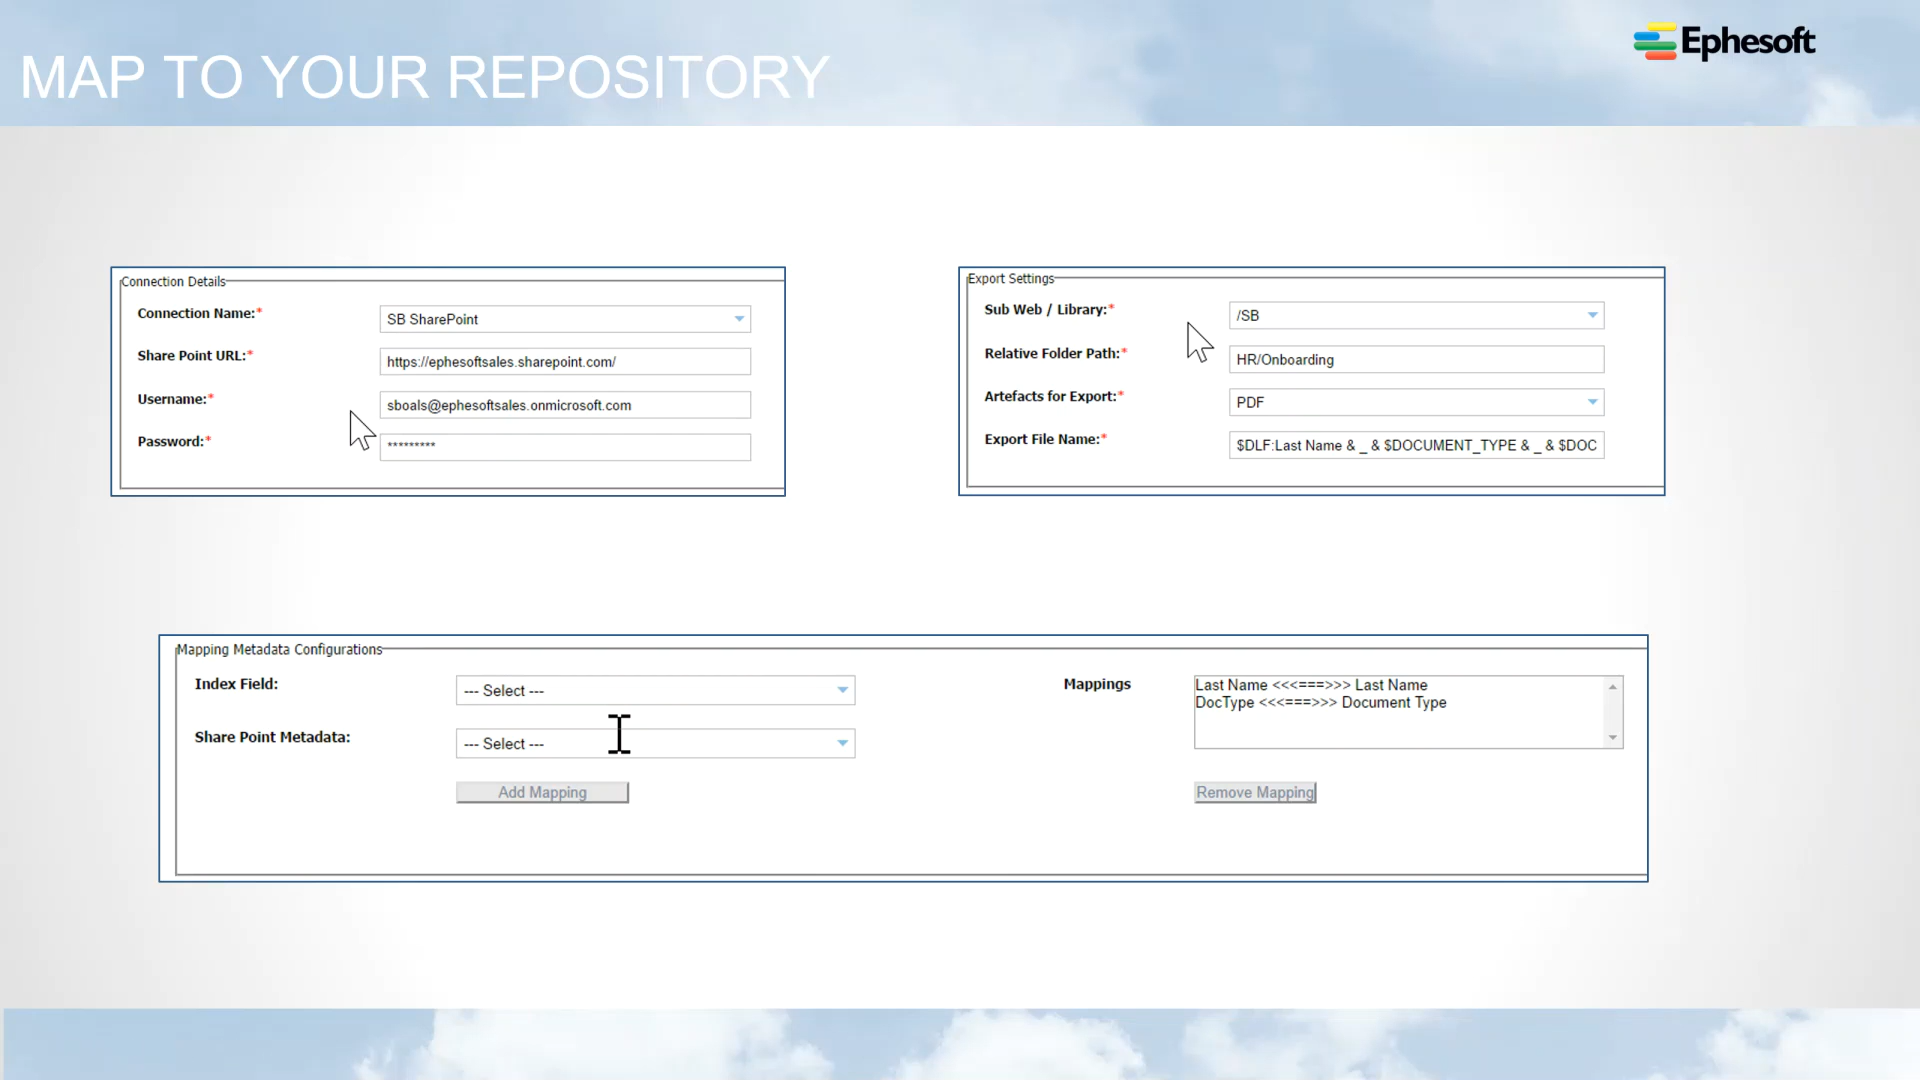 MAP TO YOUR REPOSITORY
Ephesoft
Connection Details
Connection Name:*
SB SharePoint
Share Point URL:*
https://ephesoftsales.sharepoint.com/
Username:*
sboals@ephesoftsales.onmicrosoft.com
Password:*
*********
Export Settings
Sub Web / Library:*
/SB
Relative Folder Path:*
HR/Onboarding
Artefacts for Export:*
PDF
Export File Name:*
$DLF:Last Name & _ & $DOCUMENT_TYPE & _ & $DOC
Mapping Metadata Configurations
Index Field:
--- Select ---
Share Point Metadata:
--- Select ---
Add Mapping
Mappings
Last Name <<<===>>> Last Name
DocType <<<===>>> Document Type
Remove Mapping